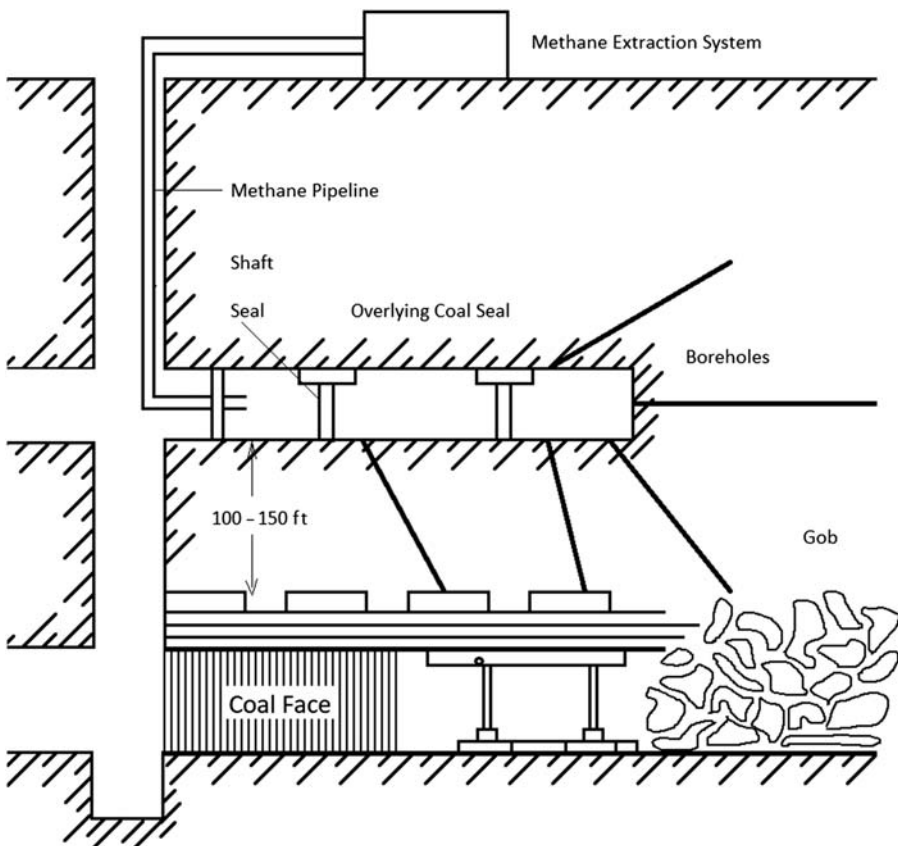 Methane Extraction System
Methane Pipeline
Shaft
Seal
Overlying Coal Seal
Boreholes
100 – 150 ft
Gob
Coal Face